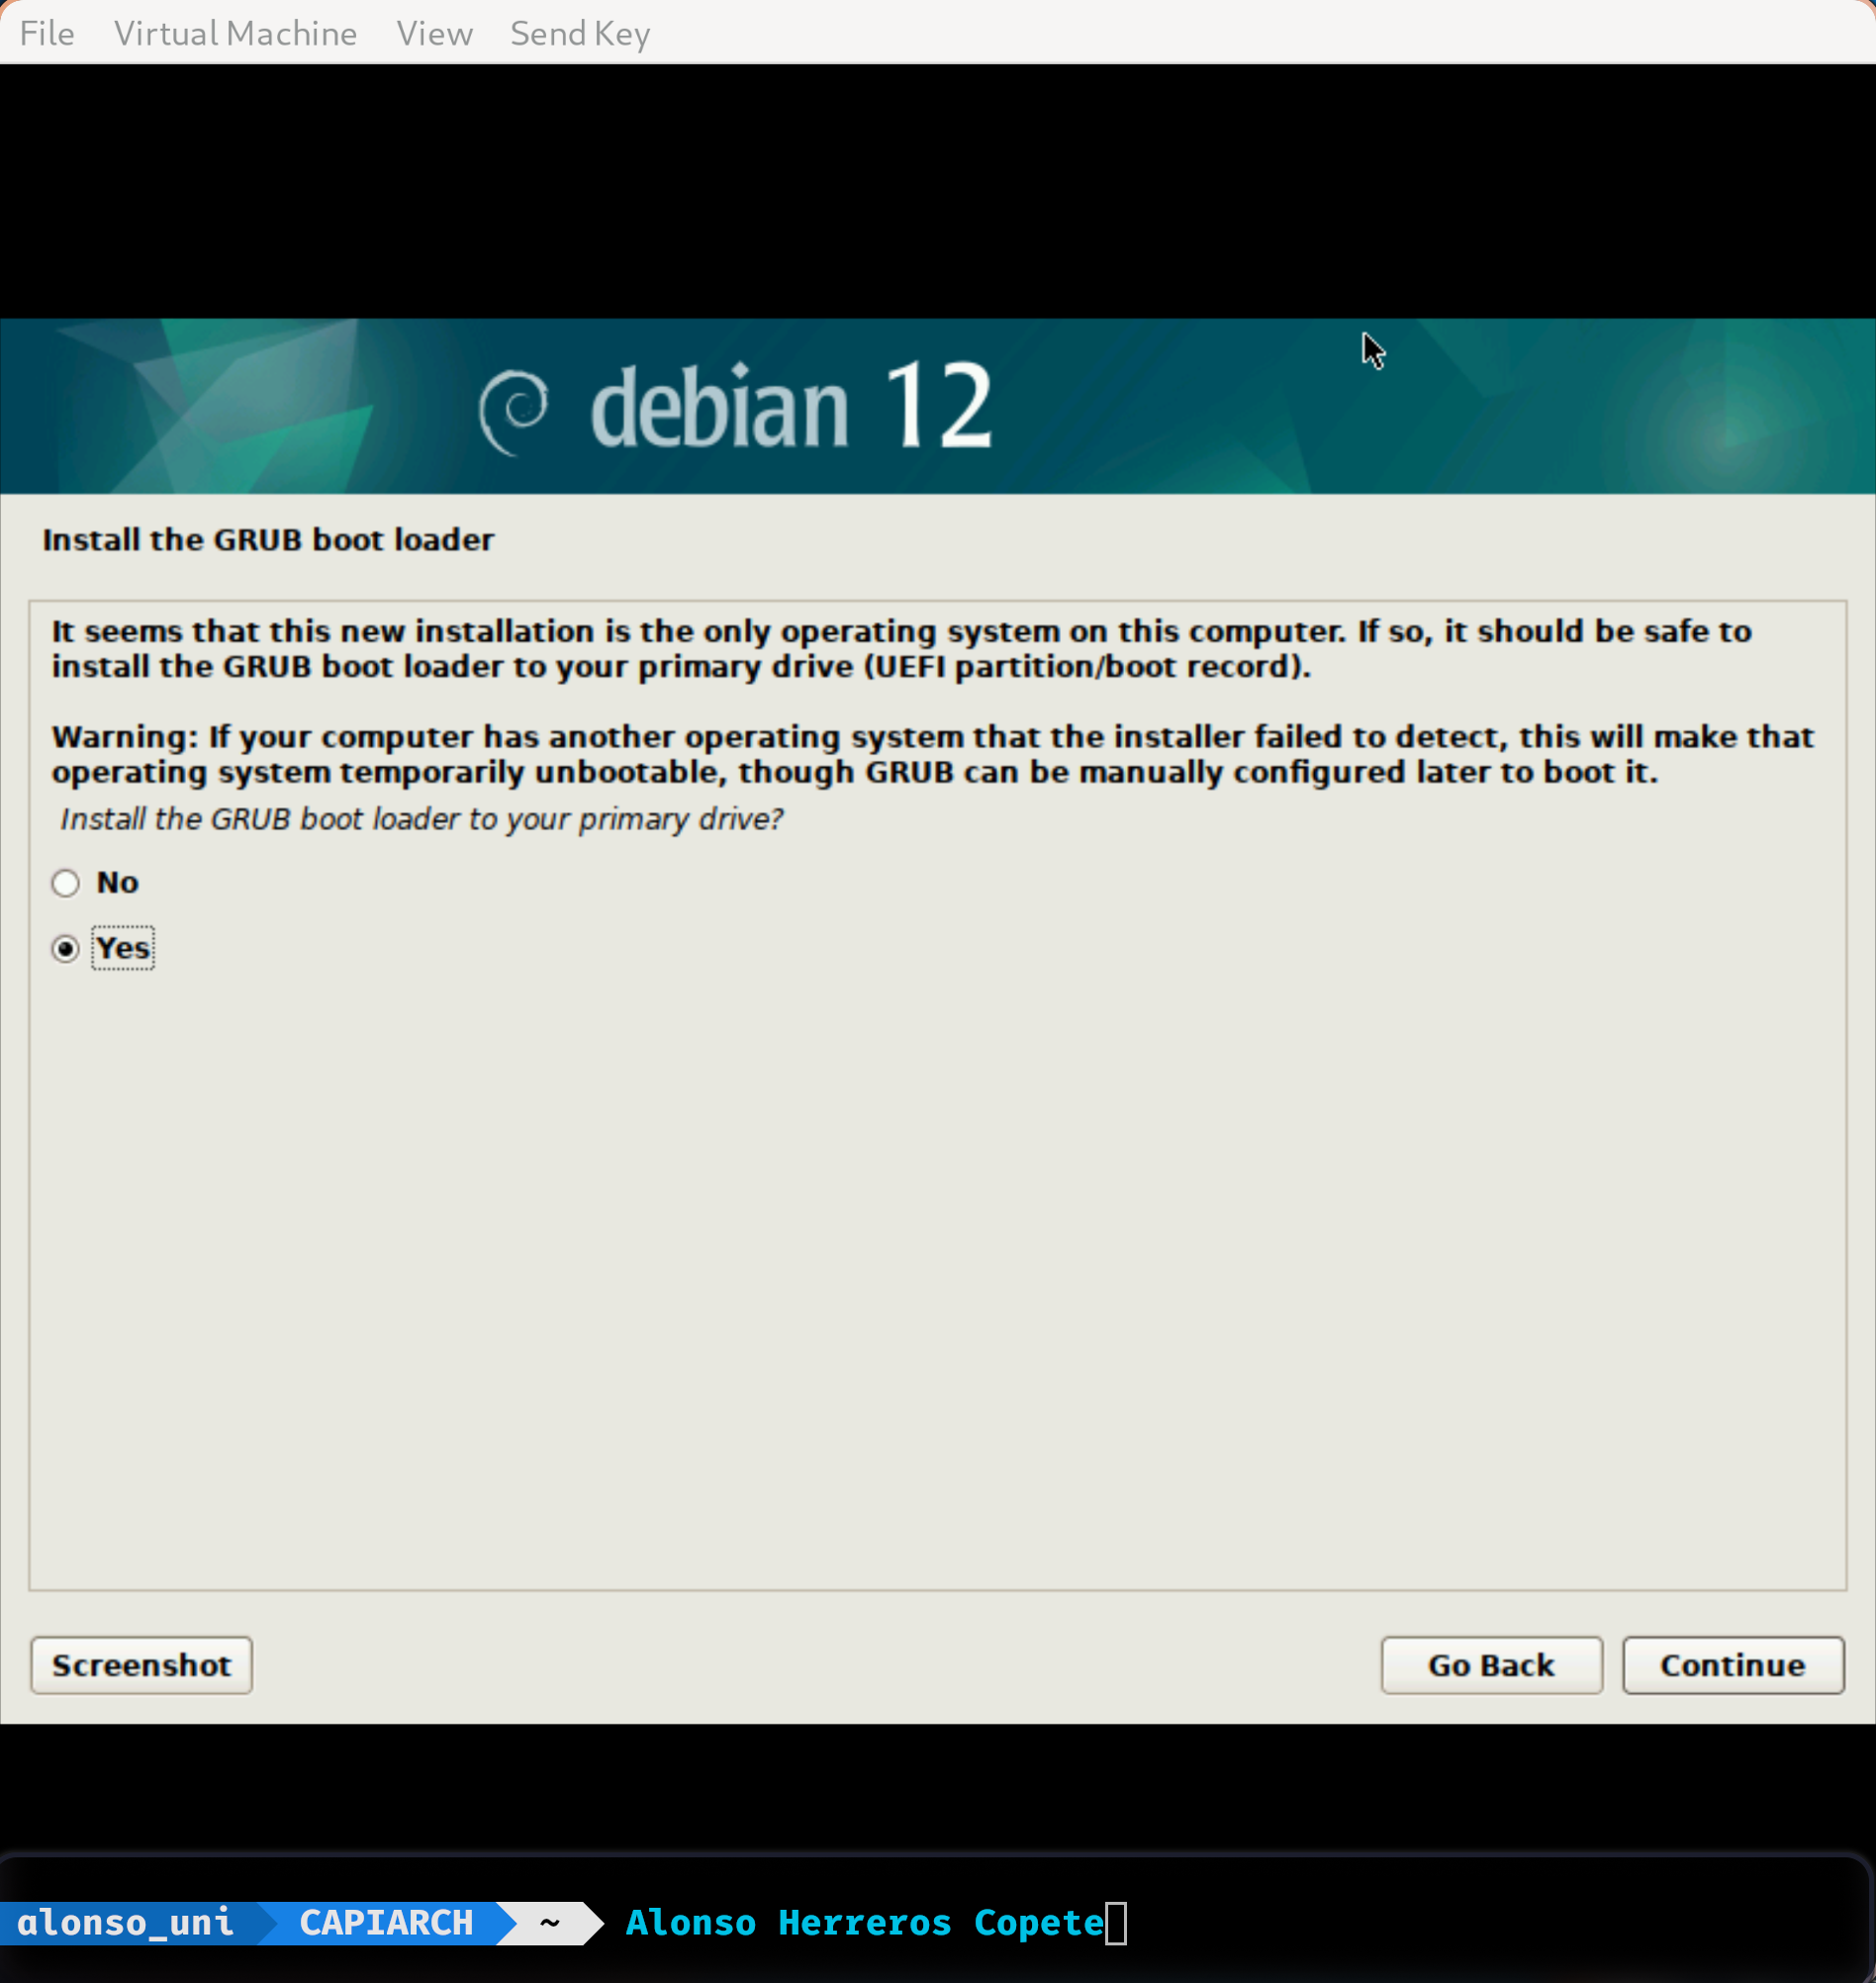 File Virtual Machine View Send Key
debian 12
Install the GRUB boot loader
It seems that this new installation is the only operating system on this computer. If so, it should be safe to
install the GRUB boot loader to your primary drive (UEFI partition/boot record).
Warning: If your computer has another operating system that the installer failed to detect, this will make that
operating system temporarily unbootable, though GRUB can be manually configured later to boot it.
Install the GRUB boot loader to your primary drive?
No
Yes
Screenshot Go Back Continue
alonso_uni CAPIARCH ~ Alonso Herreros Copete